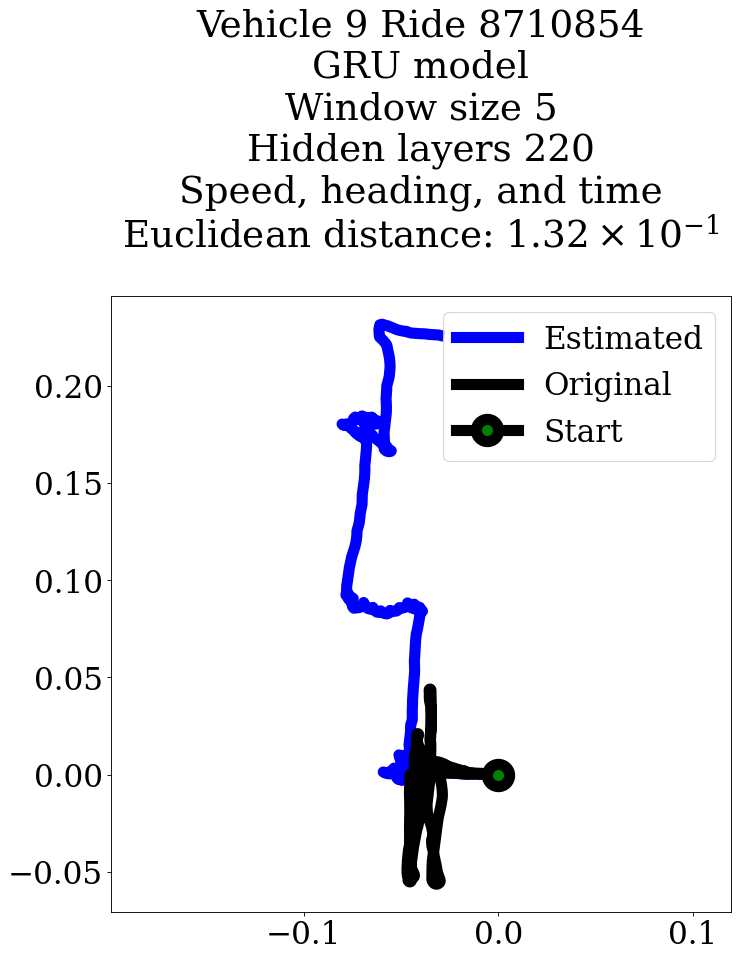 Vehicle 9 Ride 8710854
GRU model
Window size 5
Hidden layers 220
Speed, heading, and time
Euclidean distance: 1.32 × 10⁻¹
Estimated
Original
Start
0.20
0.15
0.10
0.05
0.00
−0.05
−0.1 0.0 0.1